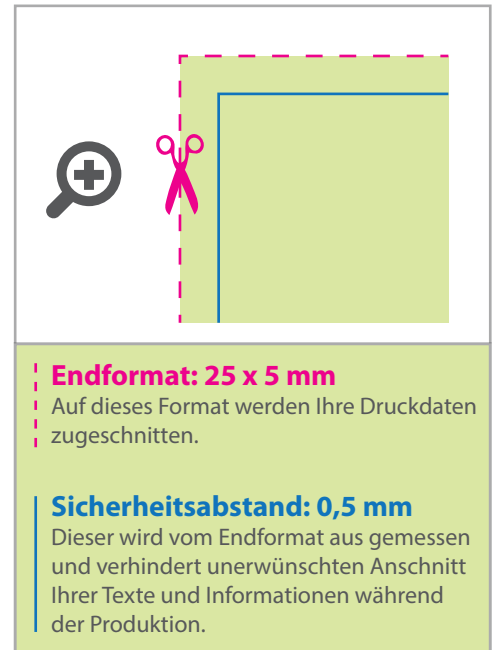 Endformat: 25 x 5 mm
Auf dieses Format werden Ihre Druckdaten
zugeschnitten.
Sicherheitsabstand: 0,5 mm
Dieser wird vom Endformat aus gemessen
und verhindert unerwünschten Anschnitt
Ihrer Texte und Informationen während
der Produktion.